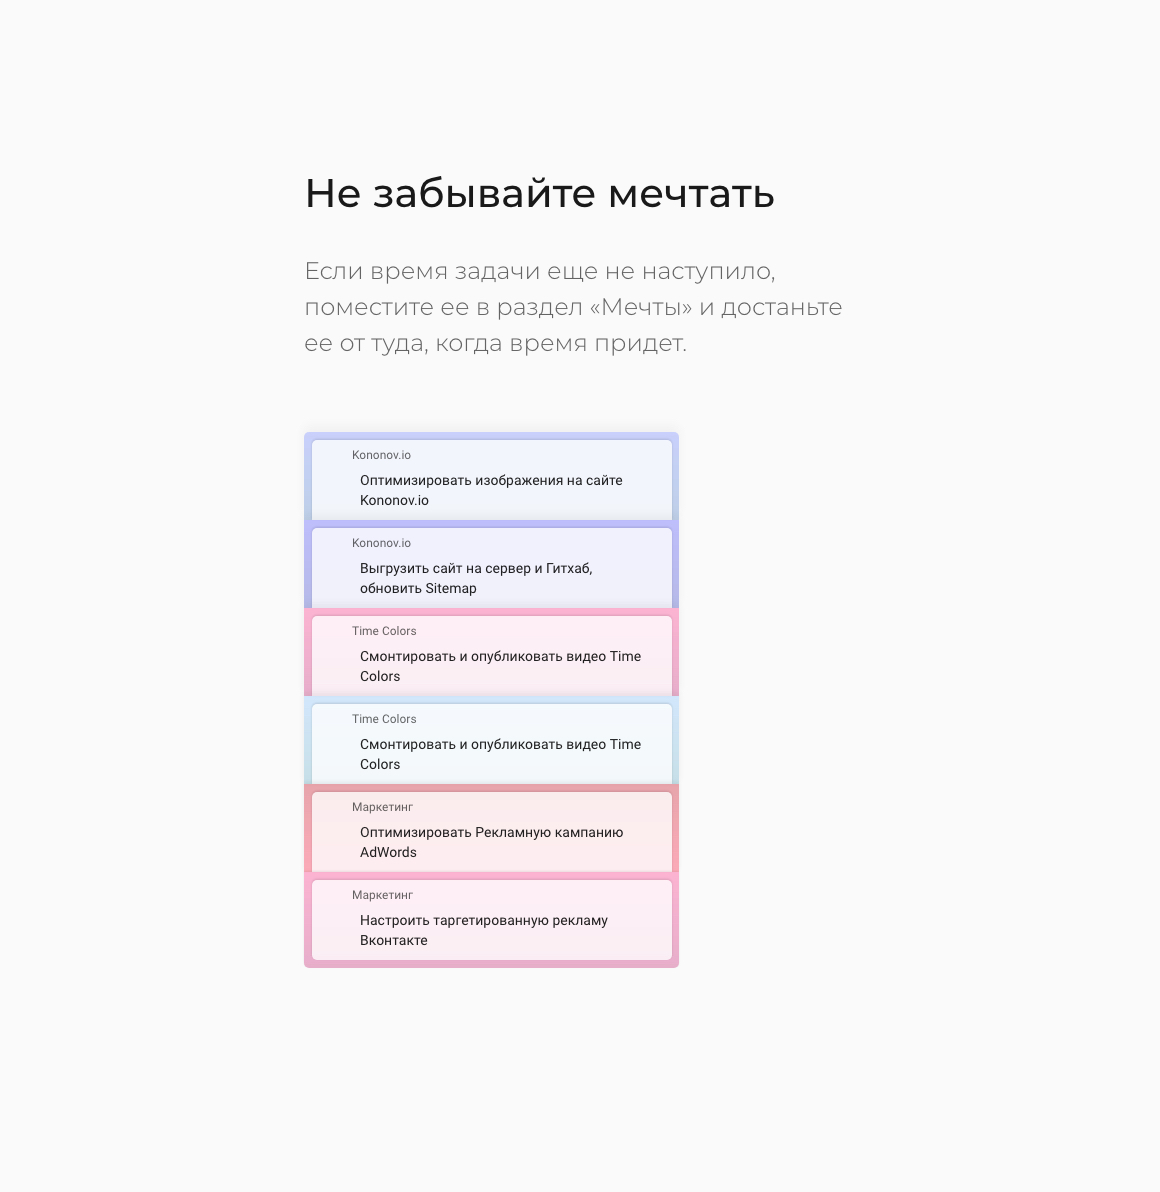 Не забывайте мечтать
Если время задачи еще не наступило,
поместите ее в раздел «Мечты» и достаньте
ее от туда, когда время придет.
Kononov.io
Оптимизировать изображения на сайте
Kononov.io
Kononov.io
Выгрузить сайт на сервер и Гитхаб,
обновить Sitemap
Time Colors
Смонтировать и опубликовать видео Time
Colors
Time Colors
Смонтировать и опубликовать видео Time
Colors
Маркетинг
Оптимизировать Рекламную кампанию
AdWords
Маркетинг
Настроить таргетированную рекламу
Вконтакте